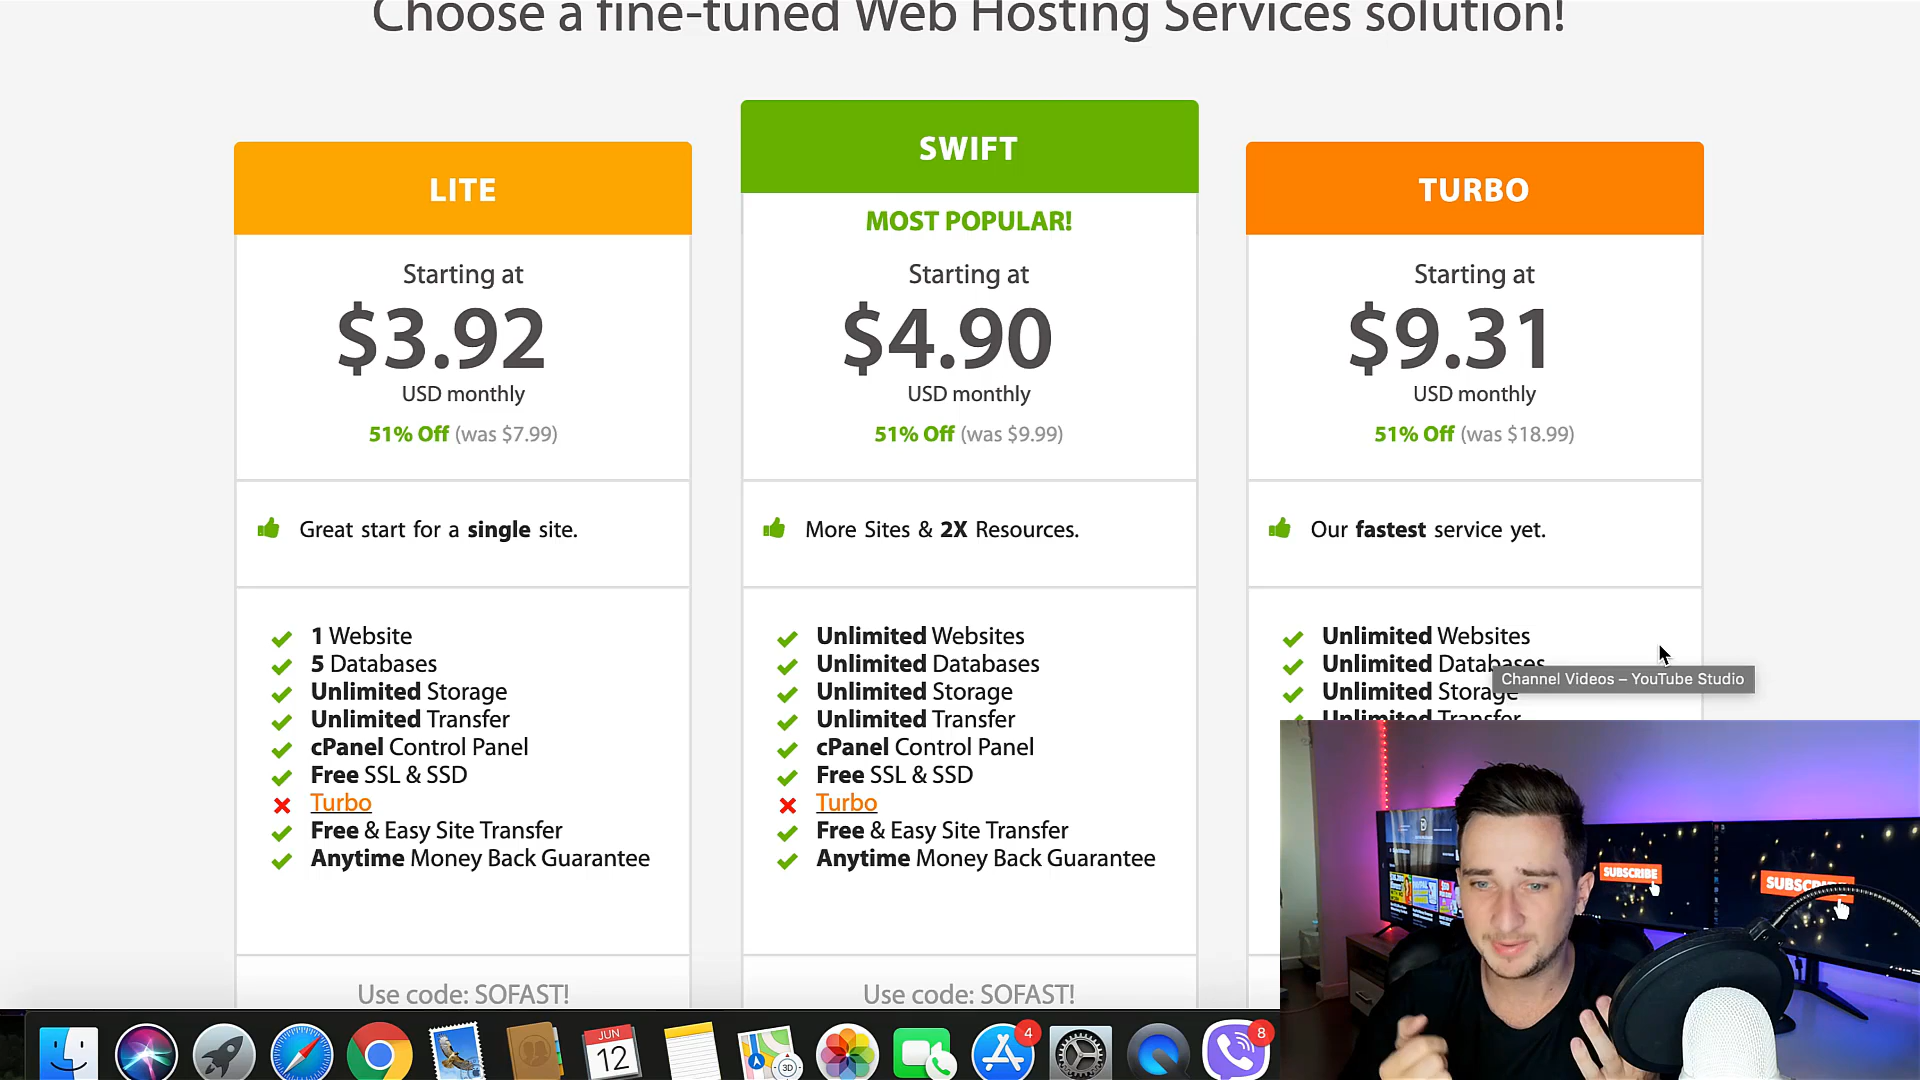 Choose a fine-tuned Web Hosting Services solution!
LITE
Starting at
$3.92
USD monthly
51% Off (was $7.99)
Great start for a single site.
1 Website
5 Databases
Unlimited Storage
Unlimited Transfer
cPanel Control Panel
Free SSL & SSD
Turbo
Free & Easy Site Transfer
Anytime Money Back Guarantee
Use code: SOFAST!
SWIFT
MOST POPULAR!
Starting at
$4.90
USD monthly
51% Off (was $9.99)
More Sites & 2X Resources.
Unlimited Websites
Unlimited Databases
Unlimited Storage
Unlimited Transfer
cPanel Control Panel
Free SSL & SSD
Turbo
Free & Easy Site Transfer
Anytime Money Back Guarantee
Use code: SOFAST!
TURBO
Starting at
$9.31
USD monthly
51% Off (was $18.99)
Our fastest service yet.
Unlimited Websites
Unlimited Databases
Channel Videos – YouTube Studio
Unlimited Storage
Unlimited Transfer
SUBSCRIBE
SUBSCRIBE
JUN
12
3D
4
8